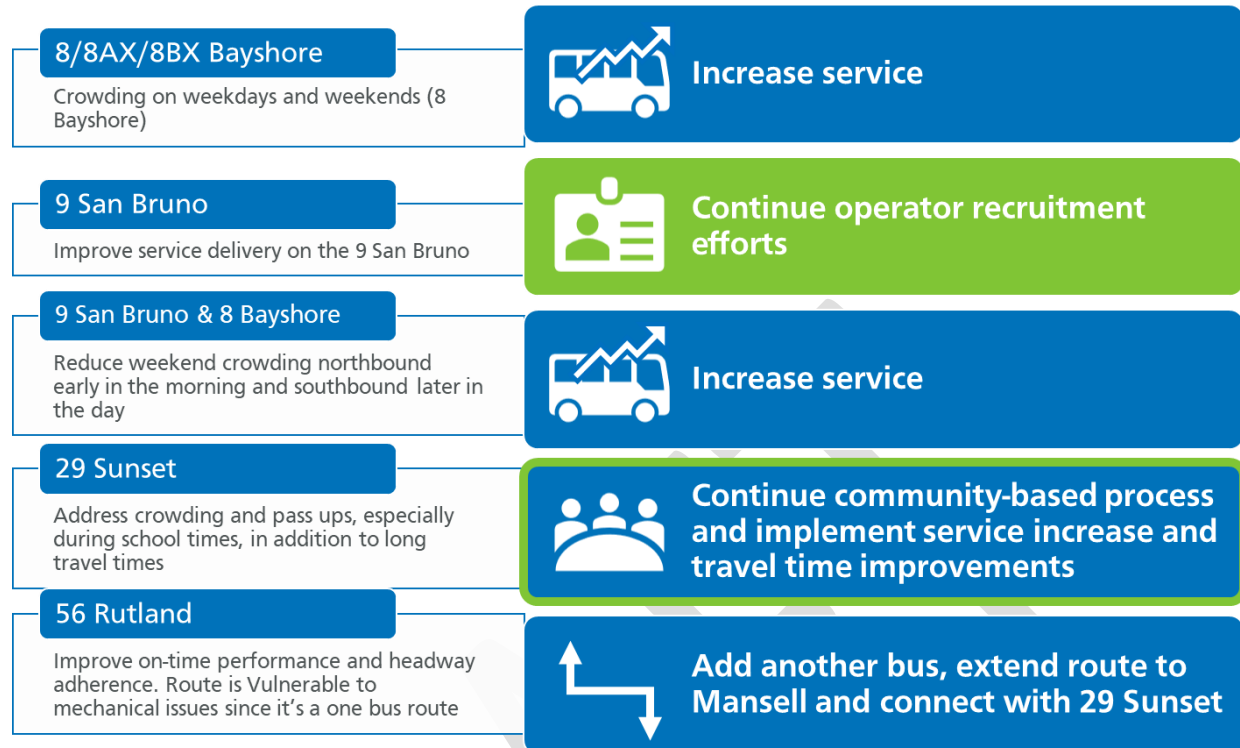 8/8AX/8BX Bayshore
Crowding on weekdays and weekends (8
Bayshore)
Increase service
9 San Bruno
Improve service delivery on the 9 San Bruno
Continue operator recruitment
efforts
9 San Bruno & 8 Bayshore
Reduce weekend crowding northbound
early in the morning and southbound later in
the day
Increase service
29 Sunset
Address crowding and pass ups, especially
during school times, in addition to long
travel times
Continue community-based process
and implement service increase and
travel time improvements
56 Rutland
Improve on-time performance and headway
adherence. Route is Vulnerable to
mechanical issues since it's a one bus route
Add another bus, extend route to
Mansell and connect with 29 Sunset